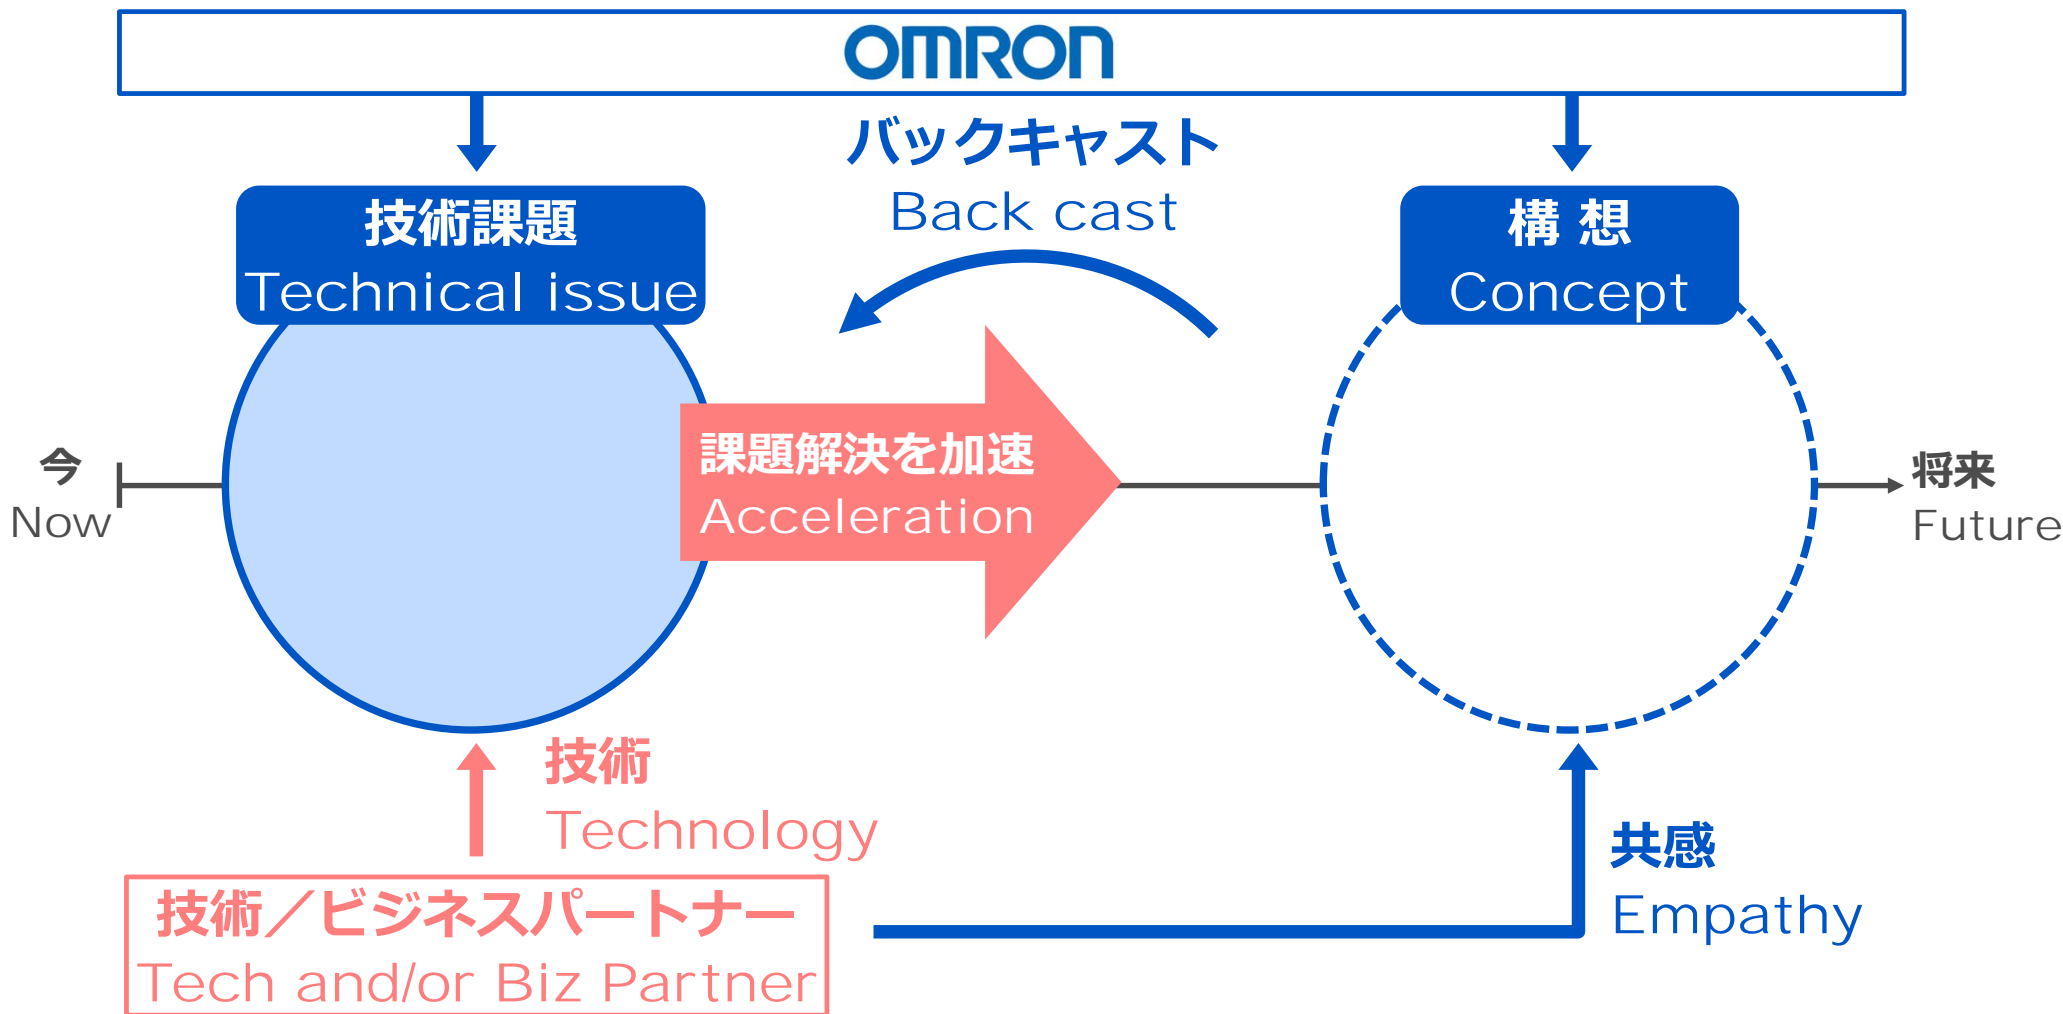 OMRON
バックキャスト
Back cast
技術課題
Technical issue
構 想
Concept
課題解決を加速
Acceleration
今
Now
将来
Future
技術
Technology
共感
Empathy
技術／ビジネスパートナー
Tech and/or Biz Partner